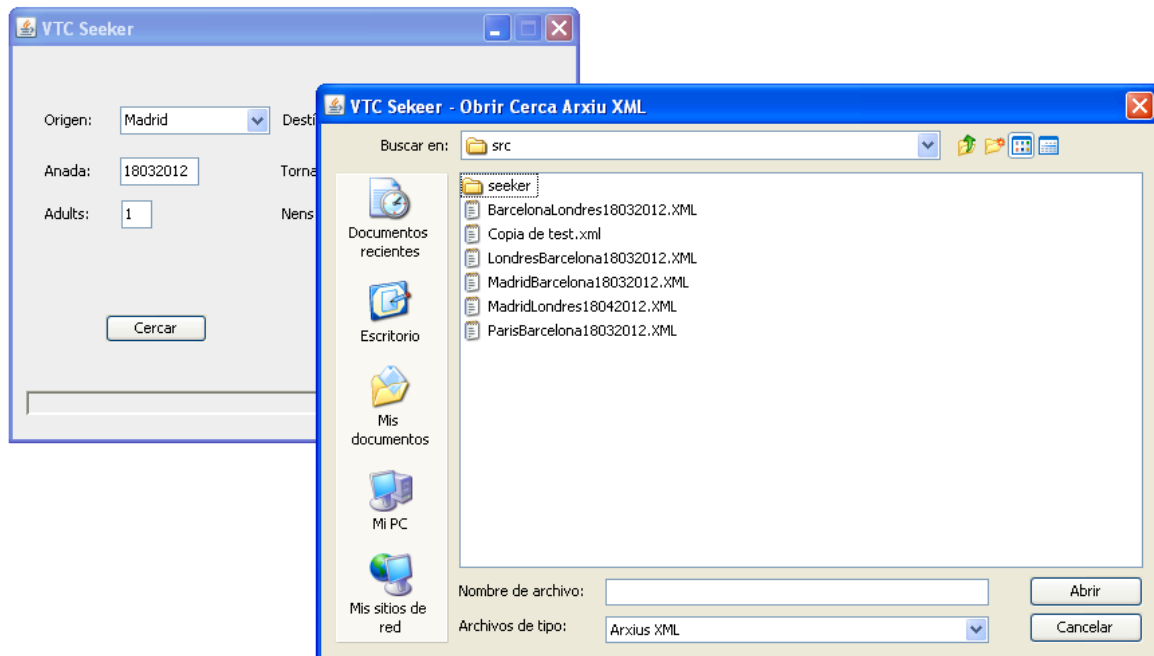 VTC Seeker
Origen: Madrid Destí
Anada: 18032012 Torna
Adults: 1 Nens
Cercar
VTC Sekeer - Obrir Cerca Arxiu XML
Buscar en: src
Documentos recientes
Escritorio
Mis documentos
Mi PC
Mis sitios de red
seeker
BarcelonaLondres18032012.XML
Copia de test.xml
LondresBarcelona18032012.XML
MadridBarcelona18032012.XML
MadridLondres18042012.XML
ParisBarcelona18032012.XML
Nombre de archivo: Abrir
Archivos de tipo: Arxius XML Cancelar